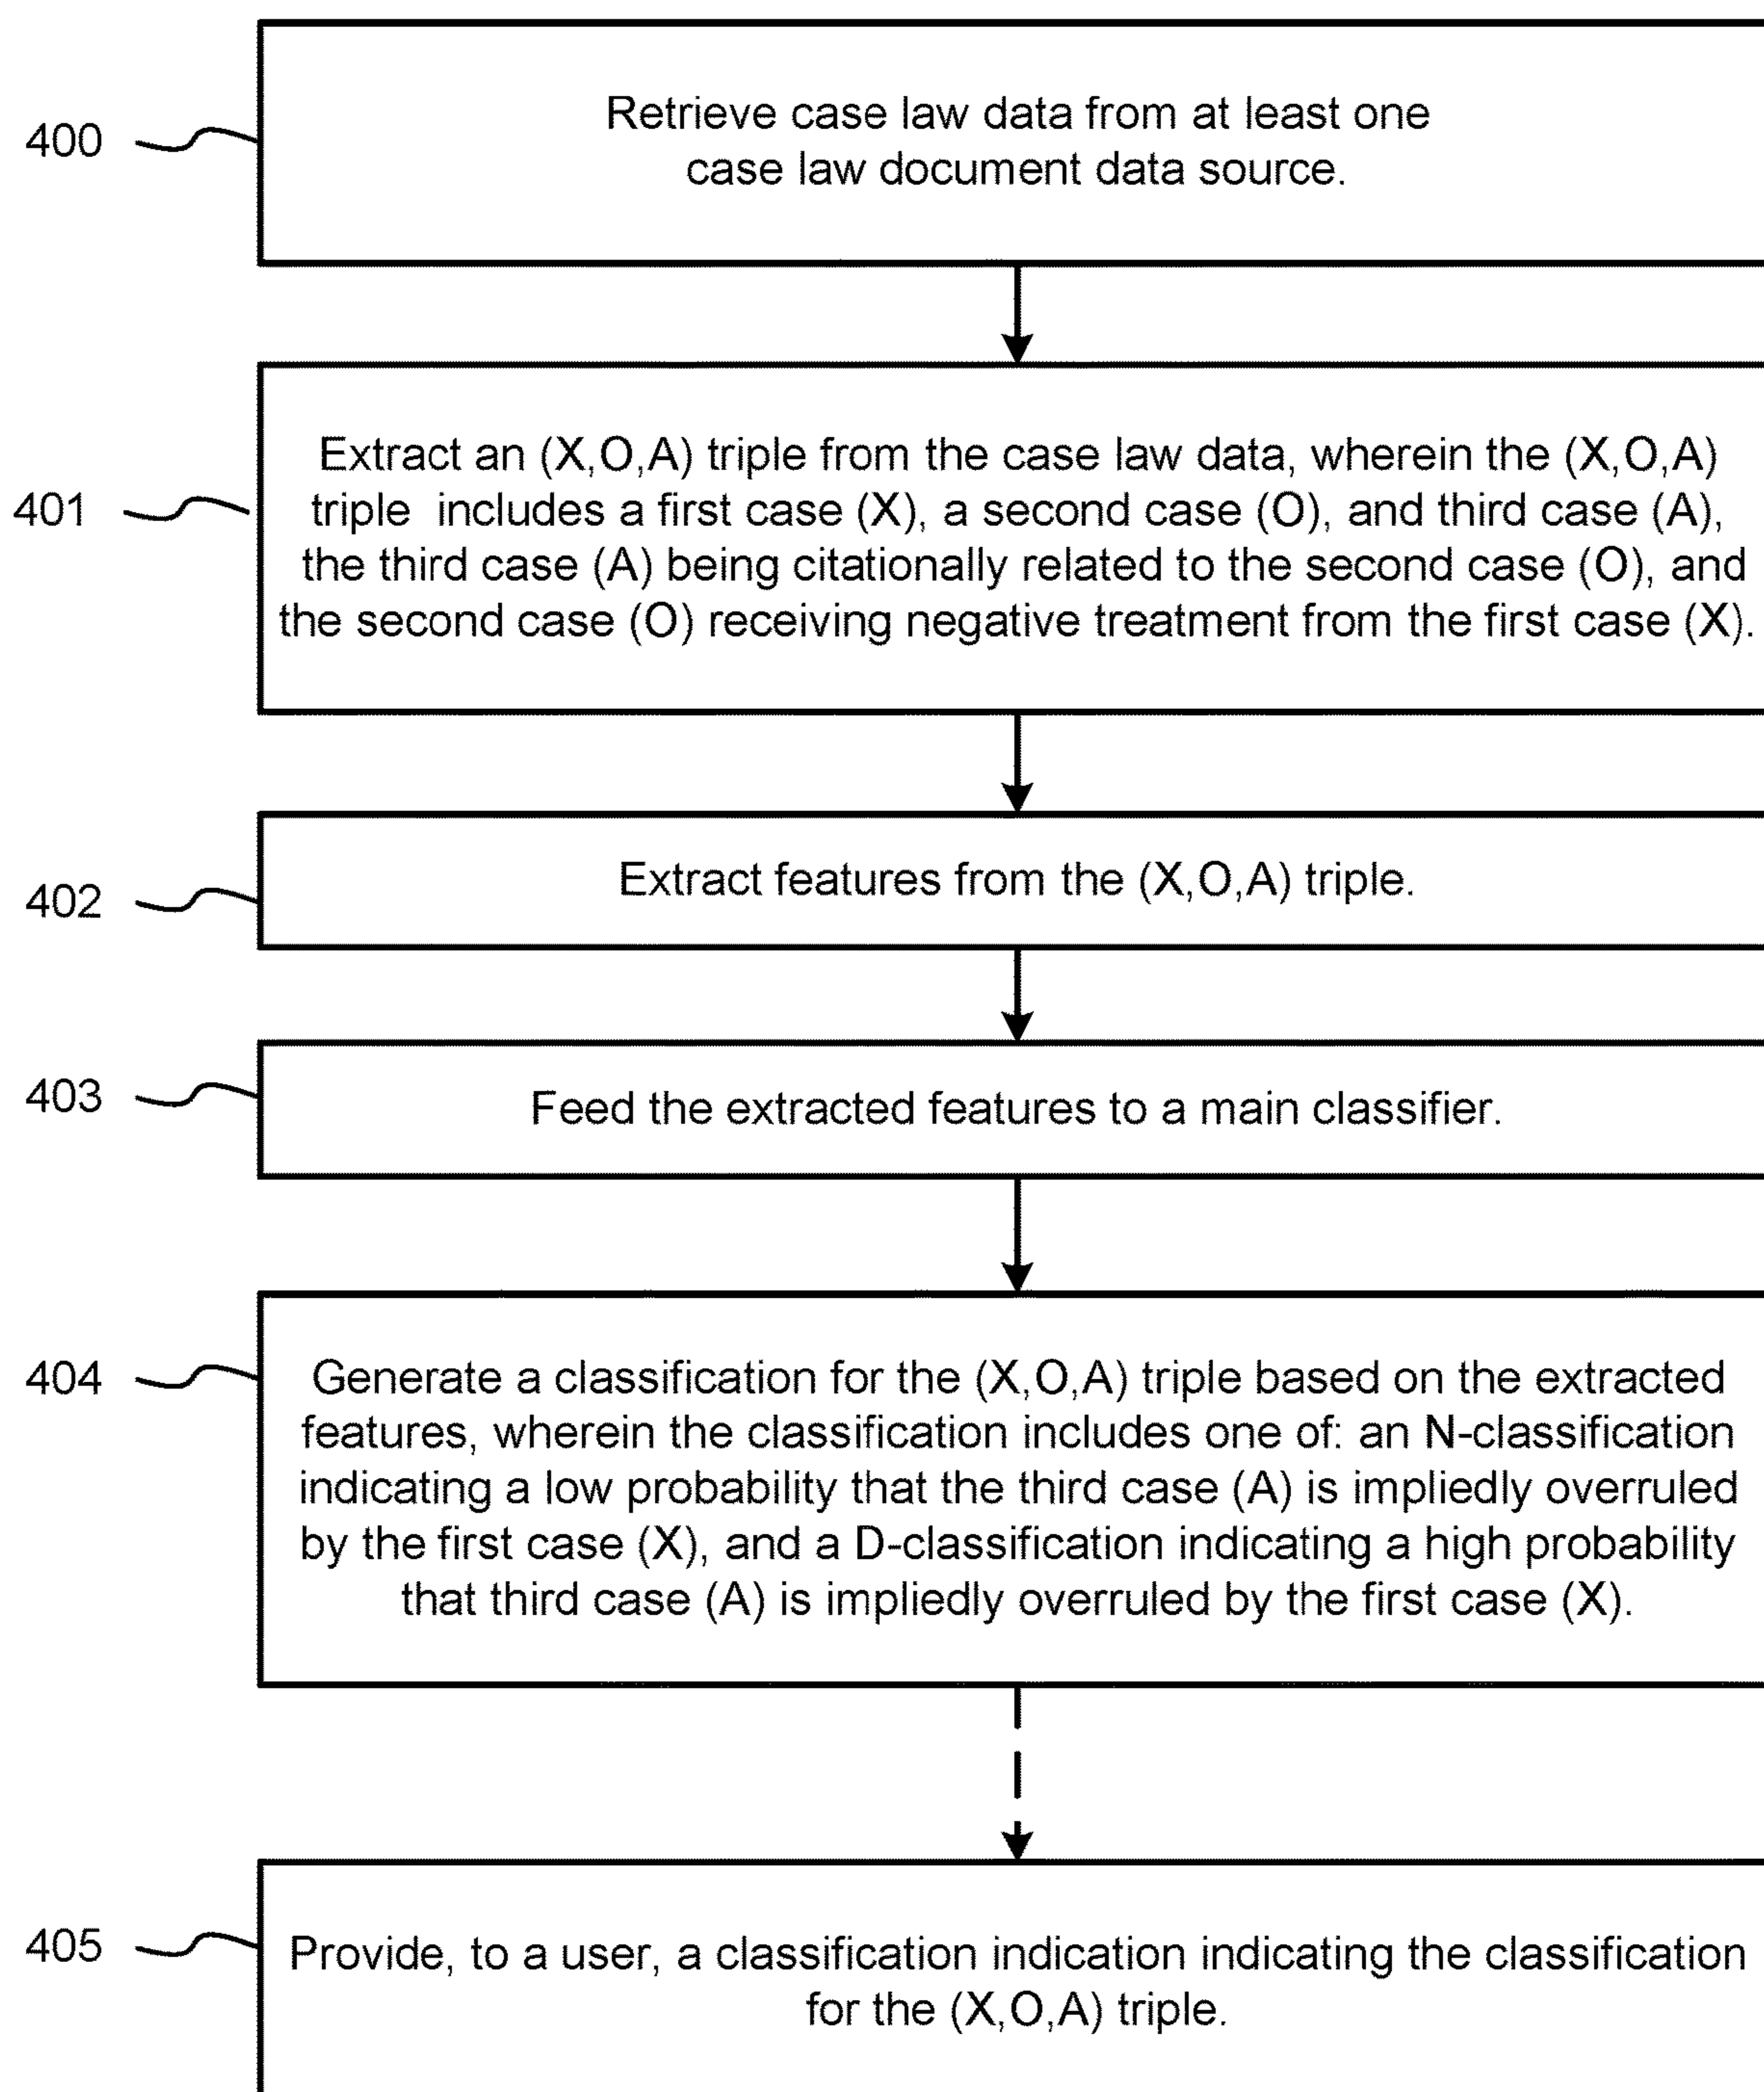 400
Retrieve case law data from at least one
case law document data source.
401
Extract an (X,O,A) triple from the case law data, wherein the (X,O,A)
triple includes a first case (X), a second case (O), and third case (A),
the third case (A) being citationally related to the second case (O), and
the second case (O) receiving negative treatment from the first case (X).
402
Extract features from the (X,O,A) triple.
403
Feed the extracted features to a main classifier.
404
Generate a classification for the (X,O,A) triple based on the extracted
features, wherein the classification includes one of: an N-classification
indicating a low probability that the third case (A) is impliedly overruled
by the first case (X), and a D-classification indicating a high probability
that third case (A) is impliedly overruled by the first case (X).
405
Provide, to a user, a classification indication indicating the classification
for the (X,O,A) triple.